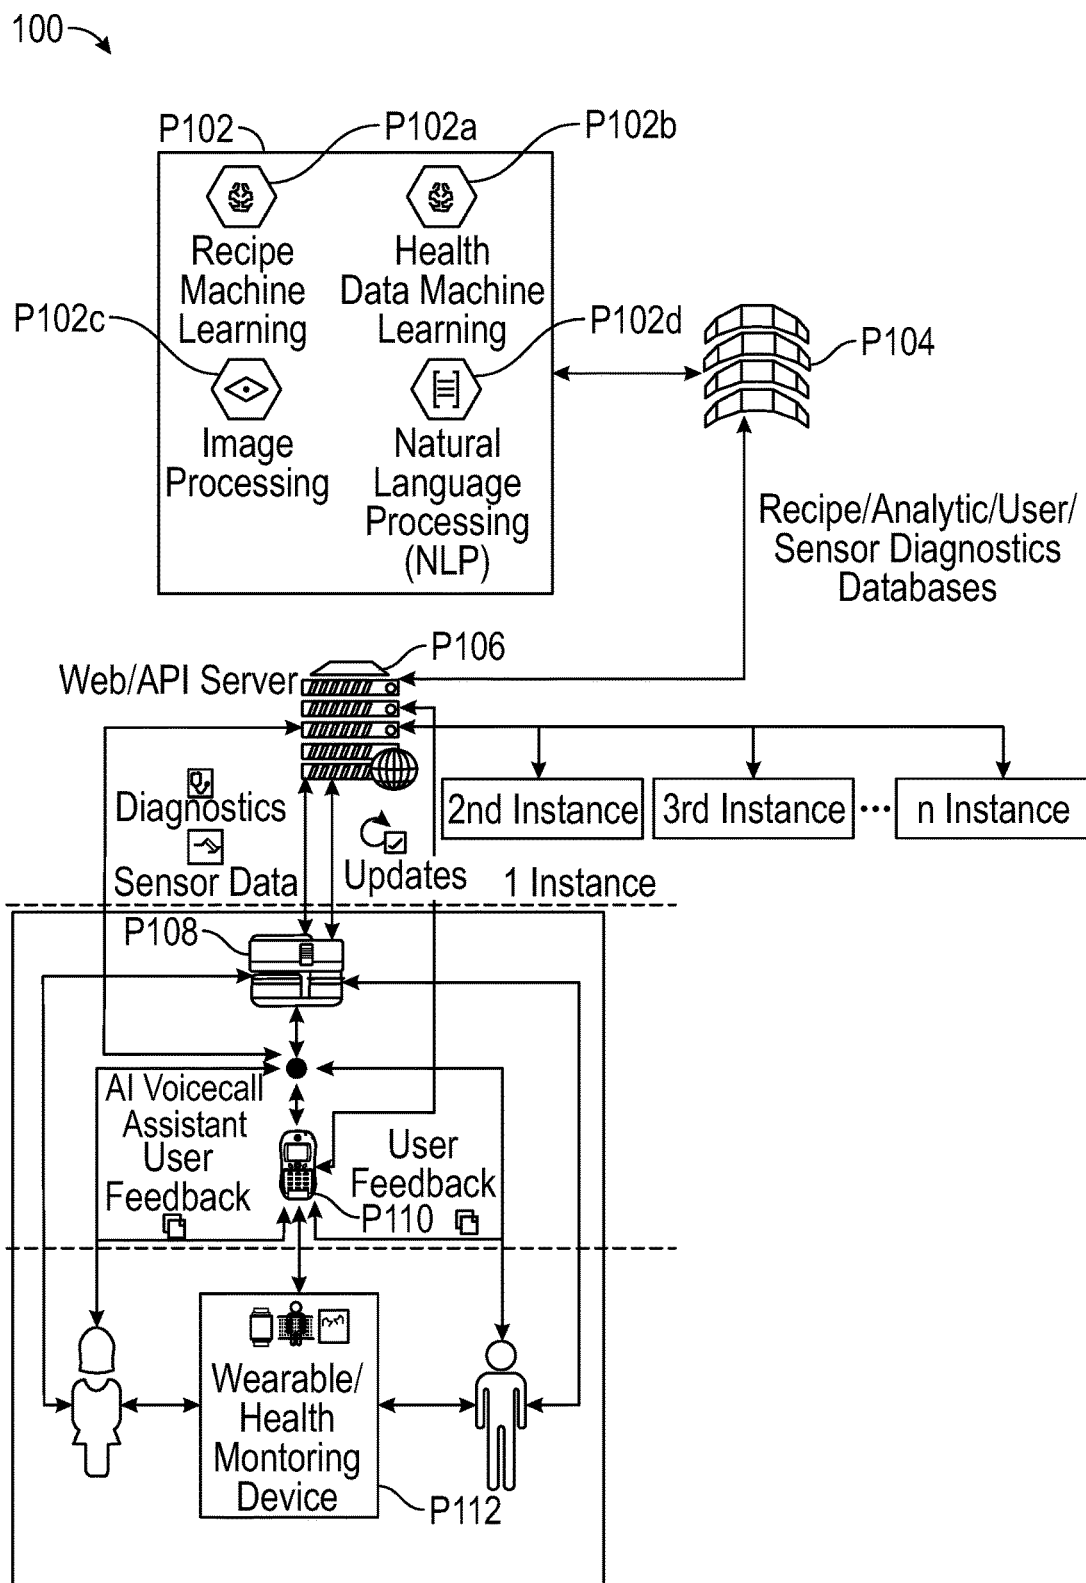 100
P102
P102a
P102b
Recipe
Machine
Learning
Health
Data Machine
Learning
P102c
P102d
P104
Image
Processing
Natural
Language
Processing
(NLP)
Recipe/Analytic/User/
Sensor Diagnostics
Databases
P106
Web/API Server
Diagnostics
Sensor Data
Updates
2nd Instance
3rd Instance
n Instance
1 Instance
P108
AI Voicecall
Assistant
User
Feedback
User
Feedback
P110
Wearable/
Health
Montoring
Device
P112